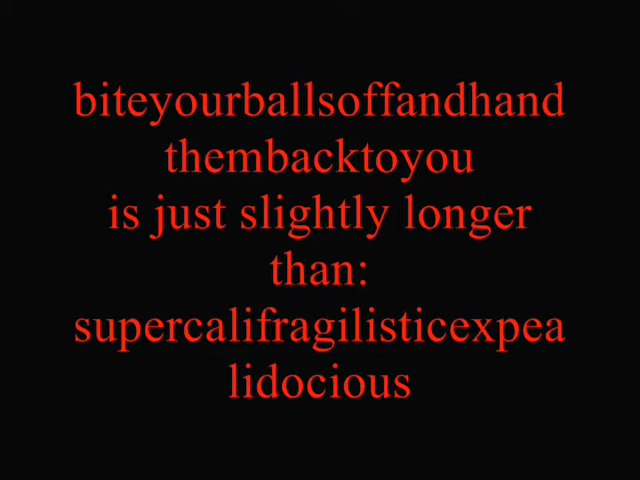 biteyourballsoffandhand
thembacktoyou
is just slightly longer
than:
supercalifragilisticexpea
lidocious